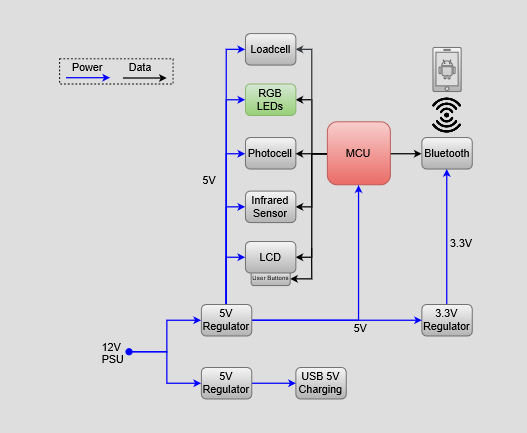 Power
Data
Loadcell
RGB
LEDs
Photocell
MCU
Bluetooth
5V
Infrared
Sensor
LCD
User Buttons
3.3V
5V
Regulator
5V
3.3V
Regulator
12V
PSU
5V
Regulator
USB 5V
Charging